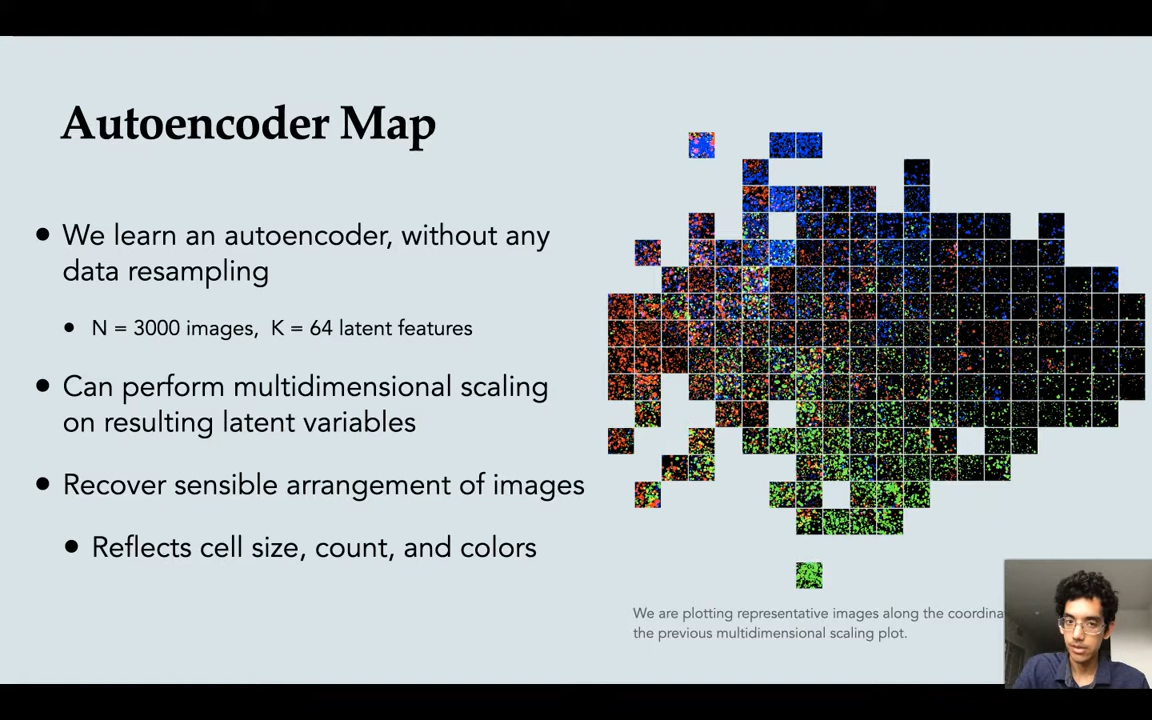 Autoencoder Map
• We learn an autoencoder, without any
data resampling
• N = 3000 images, K = 64 latent features
• Can perform multidimensional scaling
on resulting latent variables
• Recover sensible arrangement of images
• Reflects cell size, count, and colors
We are plotting representative images along the
the previous multidimensional scaling plot.